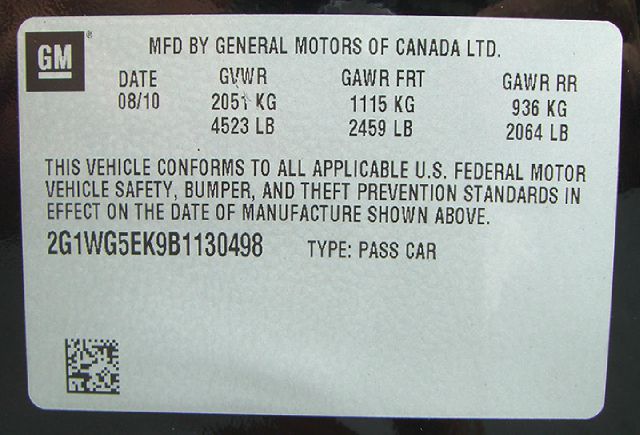 GM ®
MFD BY GENERAL MOTORS OF CANADA LTD.
DATE GVWR GAWR FRT GAWR RR
08/10 2051 KG 1115 KG 936 KG
4523 LB 2459 LB 2064 LB
THIS VEHICLE CONFORMS TO ALL APPLICABLE U.S. FEDERAL MOTOR
VEHICLE SAFETY, BUMPER, AND THEFT PREVENTION STANDARDS IN
EFFECT ON THE DATE OF MANUFACTURE SHOWN ABOVE.
2G1WG5EK9B1130498 TYPE: PASS CAR